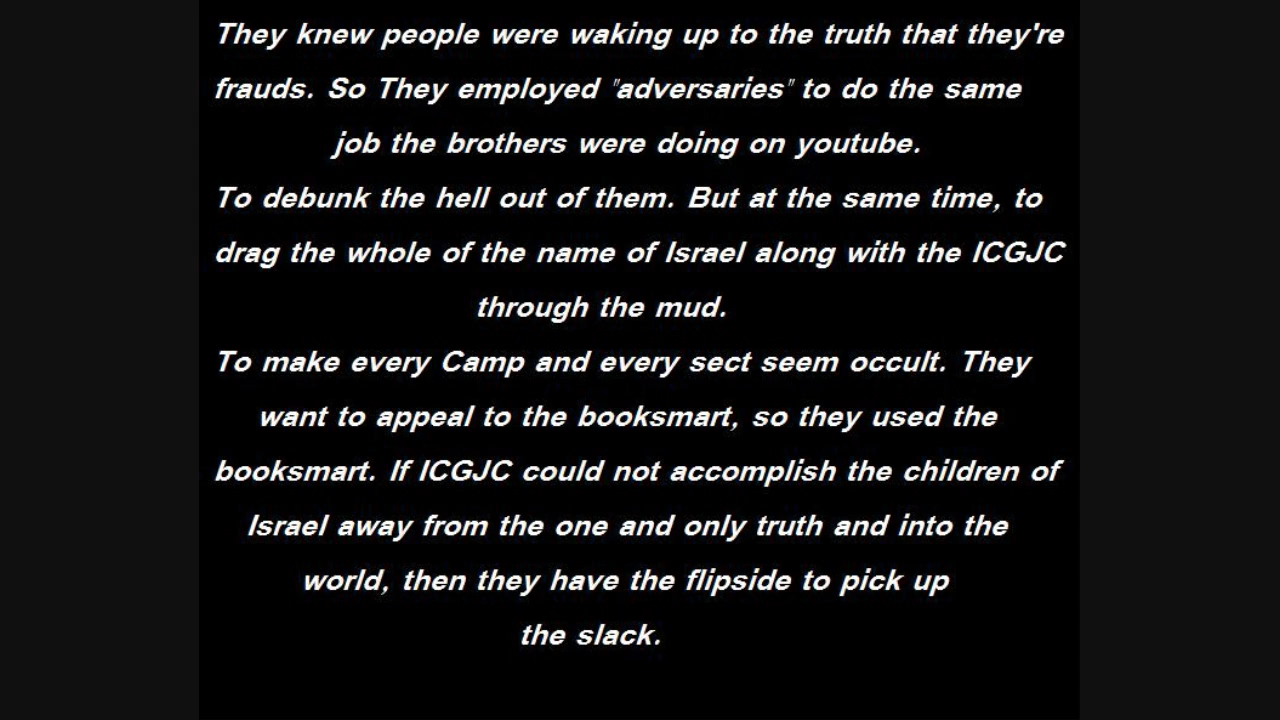 They knew people were waking up to the truth that they're
frauds. So They employed "adversaries" to do the same
job the brothers were doing on youtube.
To debunk the hell out of them. But at the same time, to
drag the whole of the name of Israel along with the ICGJC
through the mud.
To make every Camp and every sect seem occult. They
want to appeal to the booksmart, so they used the
booksmart. If ICGJC could not accomplish the children of
Israel away from the one and only truth and into the
world, then they have the flipside to pick up
the slack.